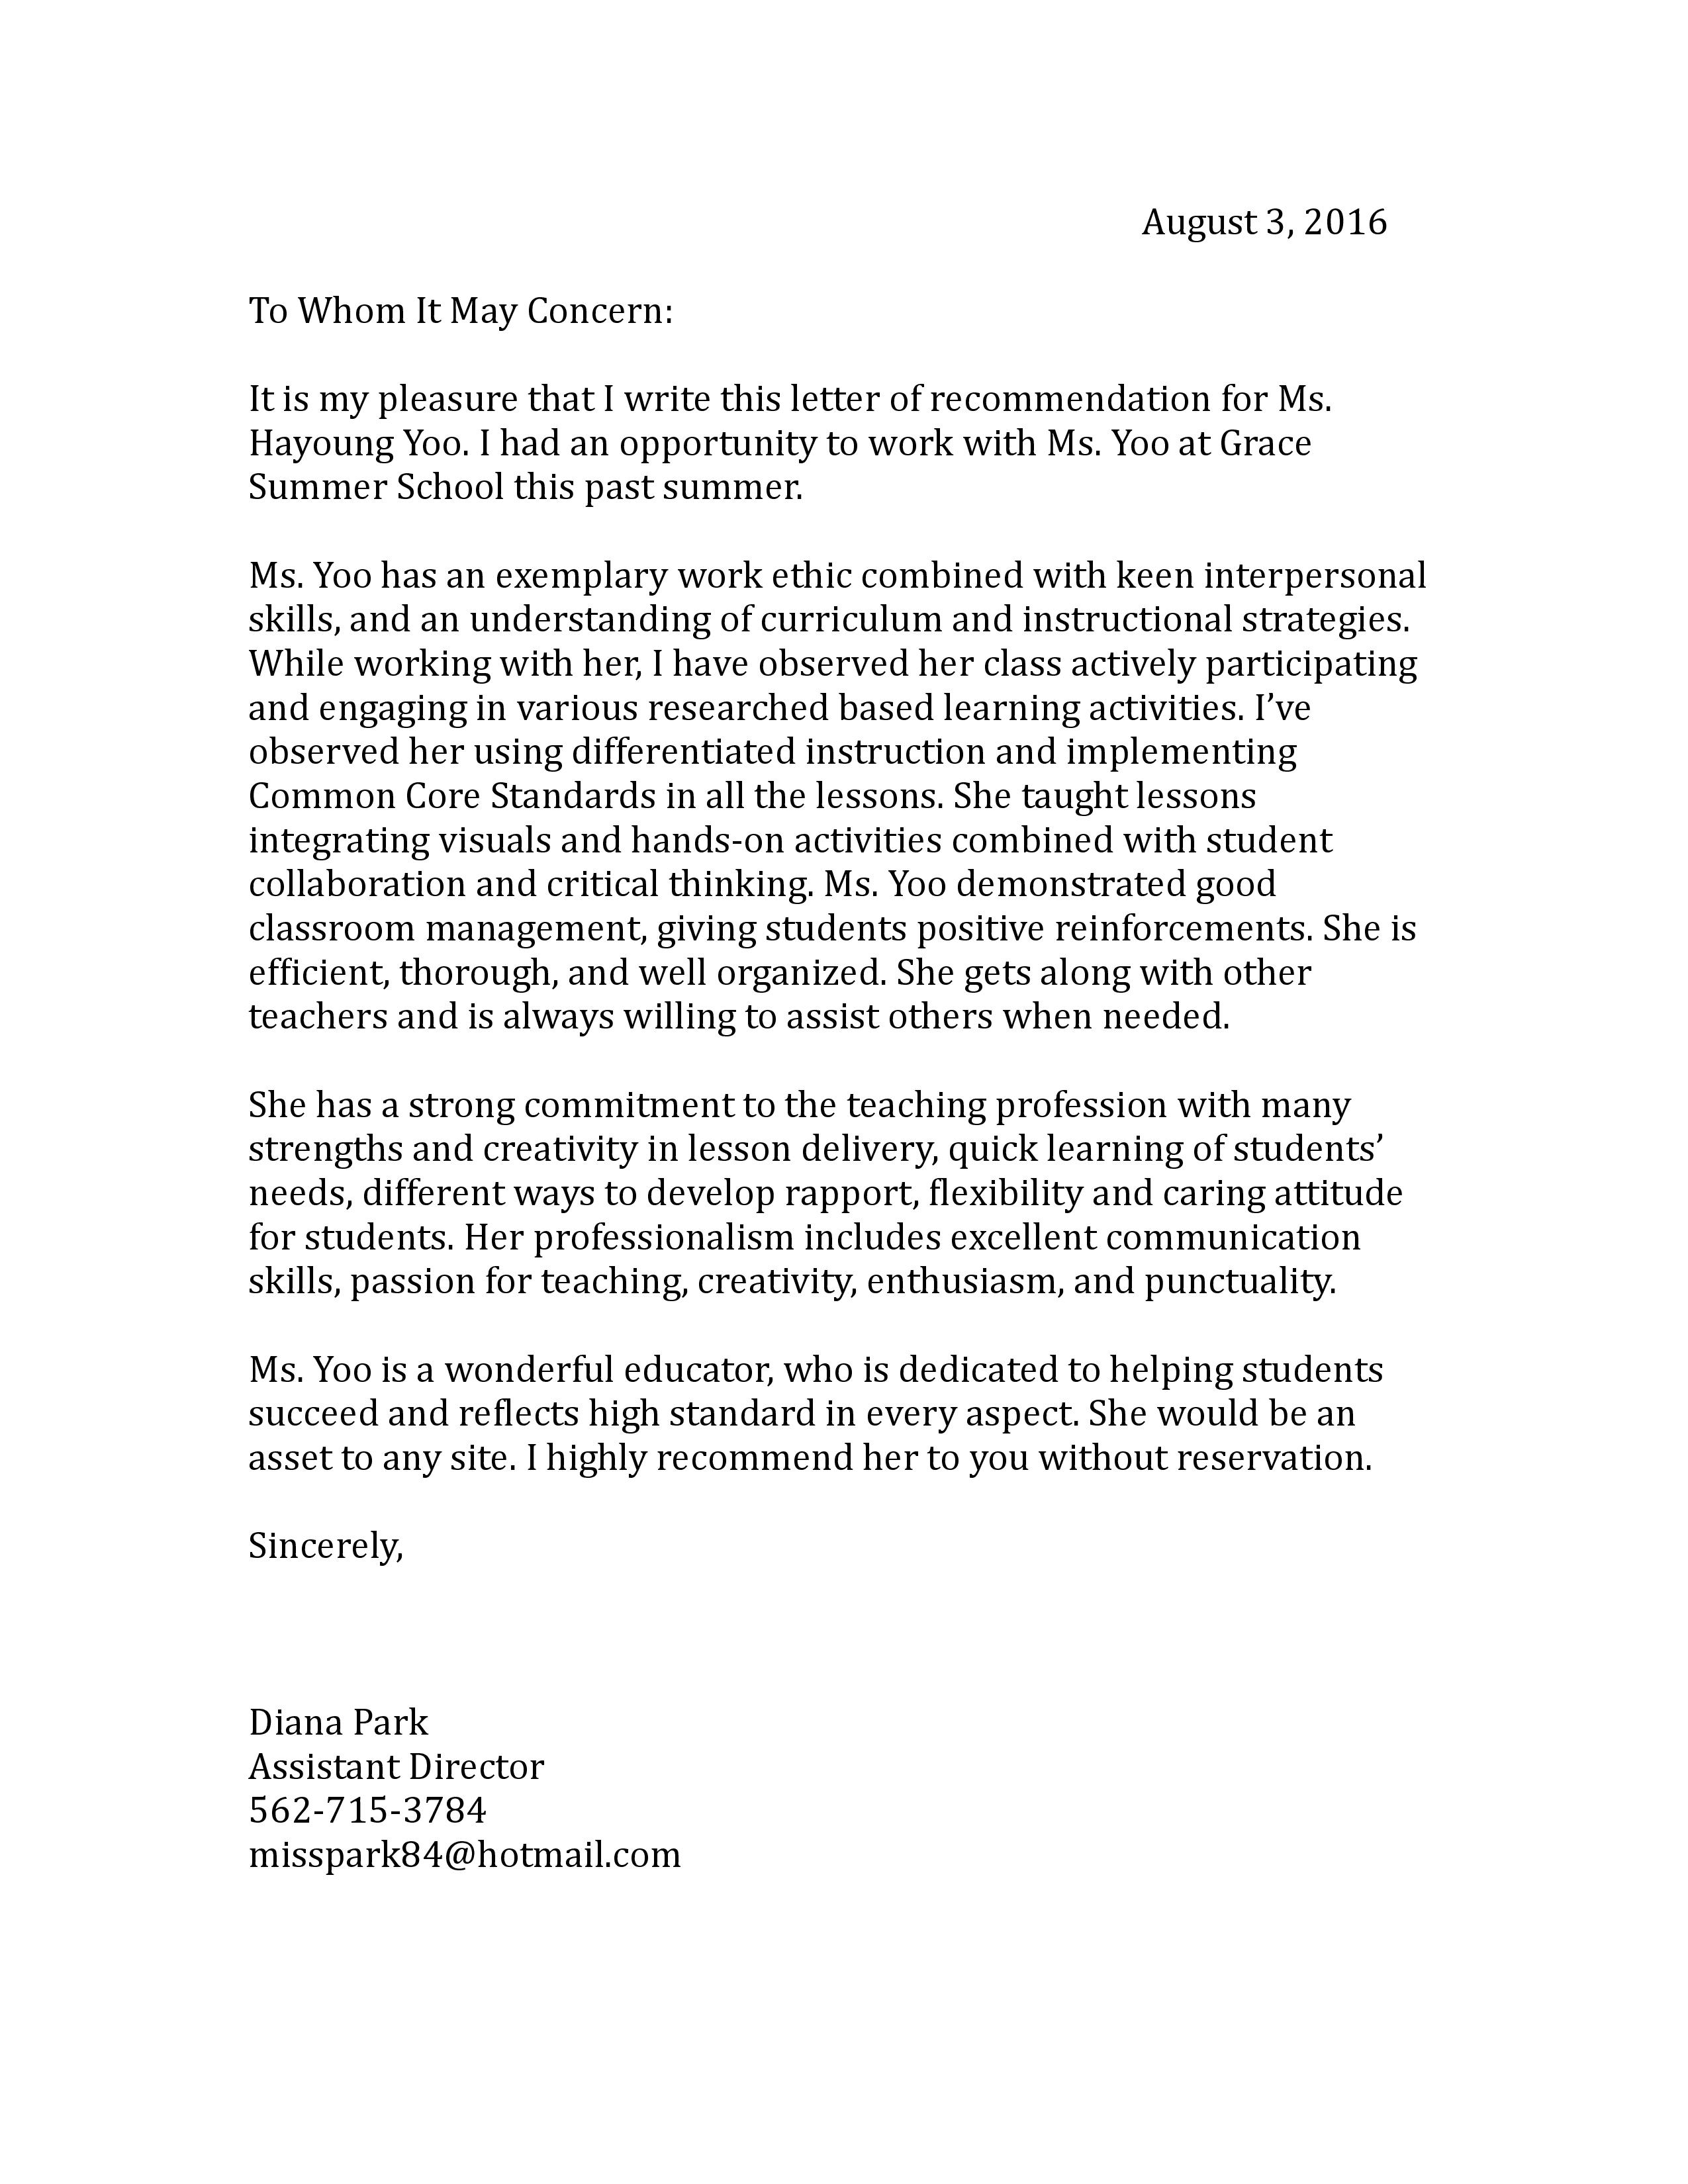 August 3, 2016
To Whom It May Concern:
It is my pleasure that I write this letter of recommendation for Ms.
Hayoung Yoo. I had an opportunity to work with Ms. Yoo at Grace
Summer School this past summer.
Ms. Yoo has an exemplary work ethic combined with keen interpersonal
skills, and an understanding of curriculum and instructional strategies.
While working with her, I have observed her class actively participating
and engaging in various researched based learning activities. I’ve
observed her using differentiated instruction and implementing
Common Core Standards in all the lessons. She taught lessons
integrating visuals and hands-on activities combined with student
collaboration and critical thinking. Ms. Yoo demonstrated good
classroom management, giving students positive reinforcements. She is
efficient, thorough, and well organized. She gets along with other
teachers and is always willing to assist others when needed.
She has a strong commitment to the teaching profession with many
strengths and creativity in lesson delivery, quick learning of students’
needs, different ways to develop rapport, flexibility and caring attitude
for students. Her professionalism includes excellent communication
skills, passion for teaching, creativity, enthusiasm, and punctuality.
Ms. Yoo is a wonderful educator, who is dedicated to helping students
succeed and reflects high standard in every aspect. She would be an
asset to any site. I highly recommend her to you without reservation.
Sincerely,
Diana Park
Assistant Director
562-715-3784
misspark84@hotmail.com